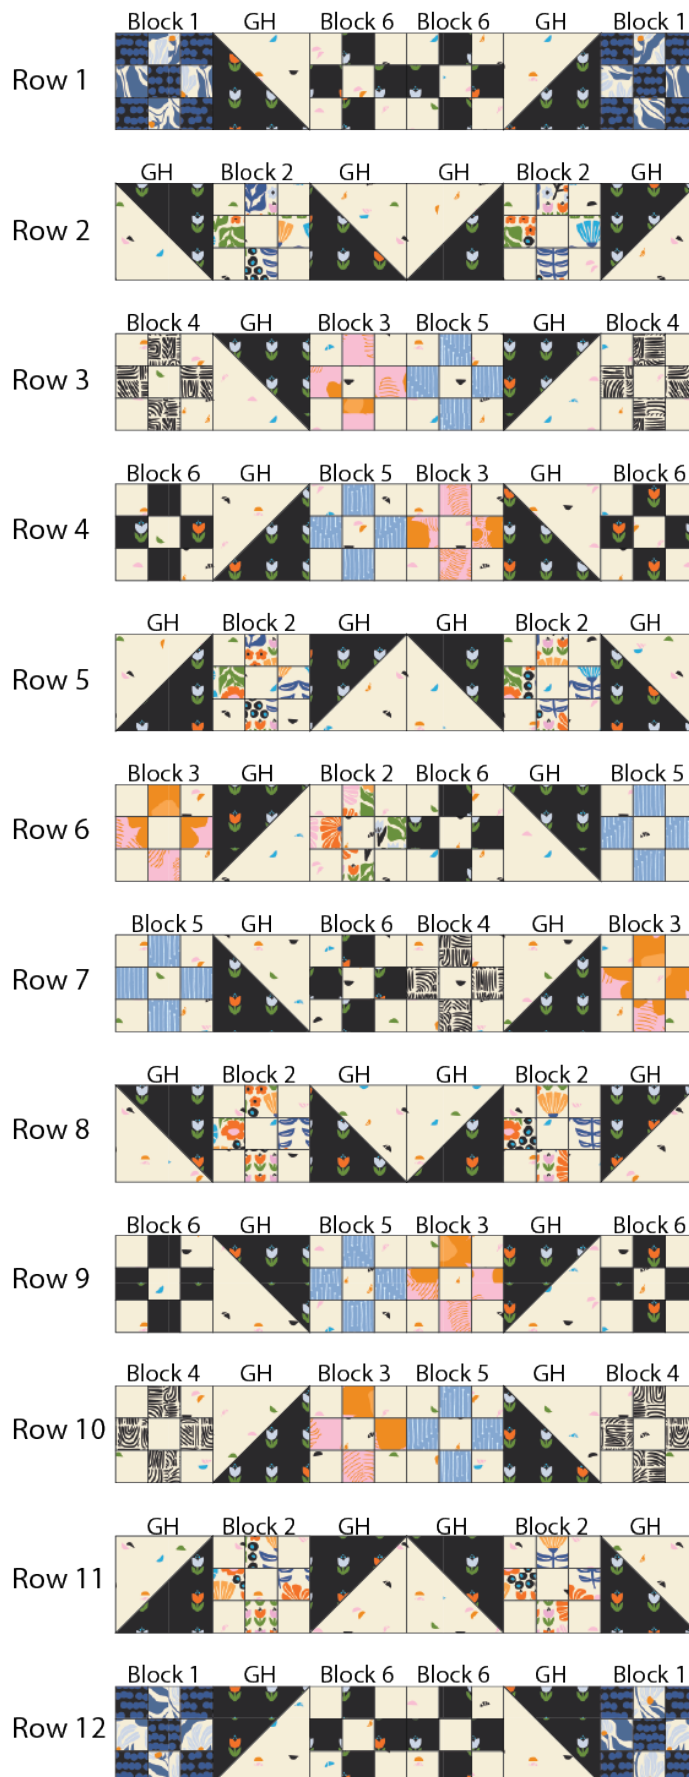 Block 1 GH Block 6 Block 6 GH Block 1
Row 1
GH Block 2 GH GH Block 2 GH
Row 2
Block 4 GH Block 3 Block 5 GH Block 4
Row 3
Block 6 GH Block 5 Block 3 GH Block 6
Row 4
GH Block 2 GH GH Block 2 GH
Row 5
Block 3 GH Block 2 Block 6 GH Block 5
Row 6
Block 5 GH Block 6 Block 4 GH Block 3
Row 7
GH Block 2 GH GH Block 2 GH
Row 8
Block 6 GH Block 5 Block 3 GH Block 6
Row 9
Block 4 GH Block 3 Block 5 GH Block 4
Row 10
GH Block 2 GH GH Block 2 GH
Row 11
Block 1 GH Block 6 Block 6 GH Block 1
Row 12